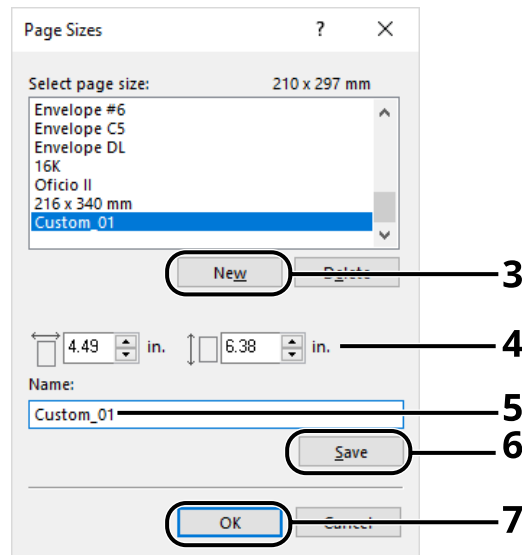 Page Sizes ? ×
Select page size: 210 x 297 mm
Envelope #6
Envelope C5
Envelope DL
16K
Oficio II
216 x 340 mm
Custom_01
New Delete 3
4.49 in. 6.38 in. 4
Name:
Custom_01 5
Save 6
OK Cancel 7